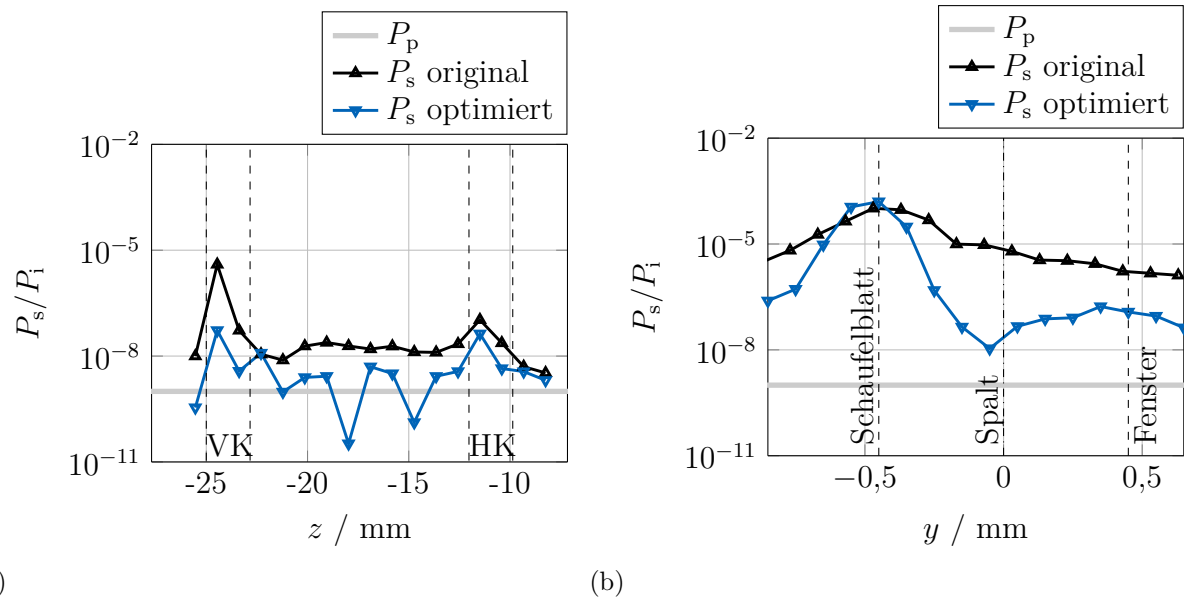 P_p
P_s original
P_s optimiert
10^−2
10^−5
10^−8
10^−11
P_s/P_i
VK
HK
-25
-20
-15
-10
z / mm
)
P_p
P_s original
P_s optimiert
10^−2
10^−5
10^−8
10^−11
P_s/P_i
Schaufelblatt
Spalt
Fenster
−0,5
0
0,5
y / mm
(b)